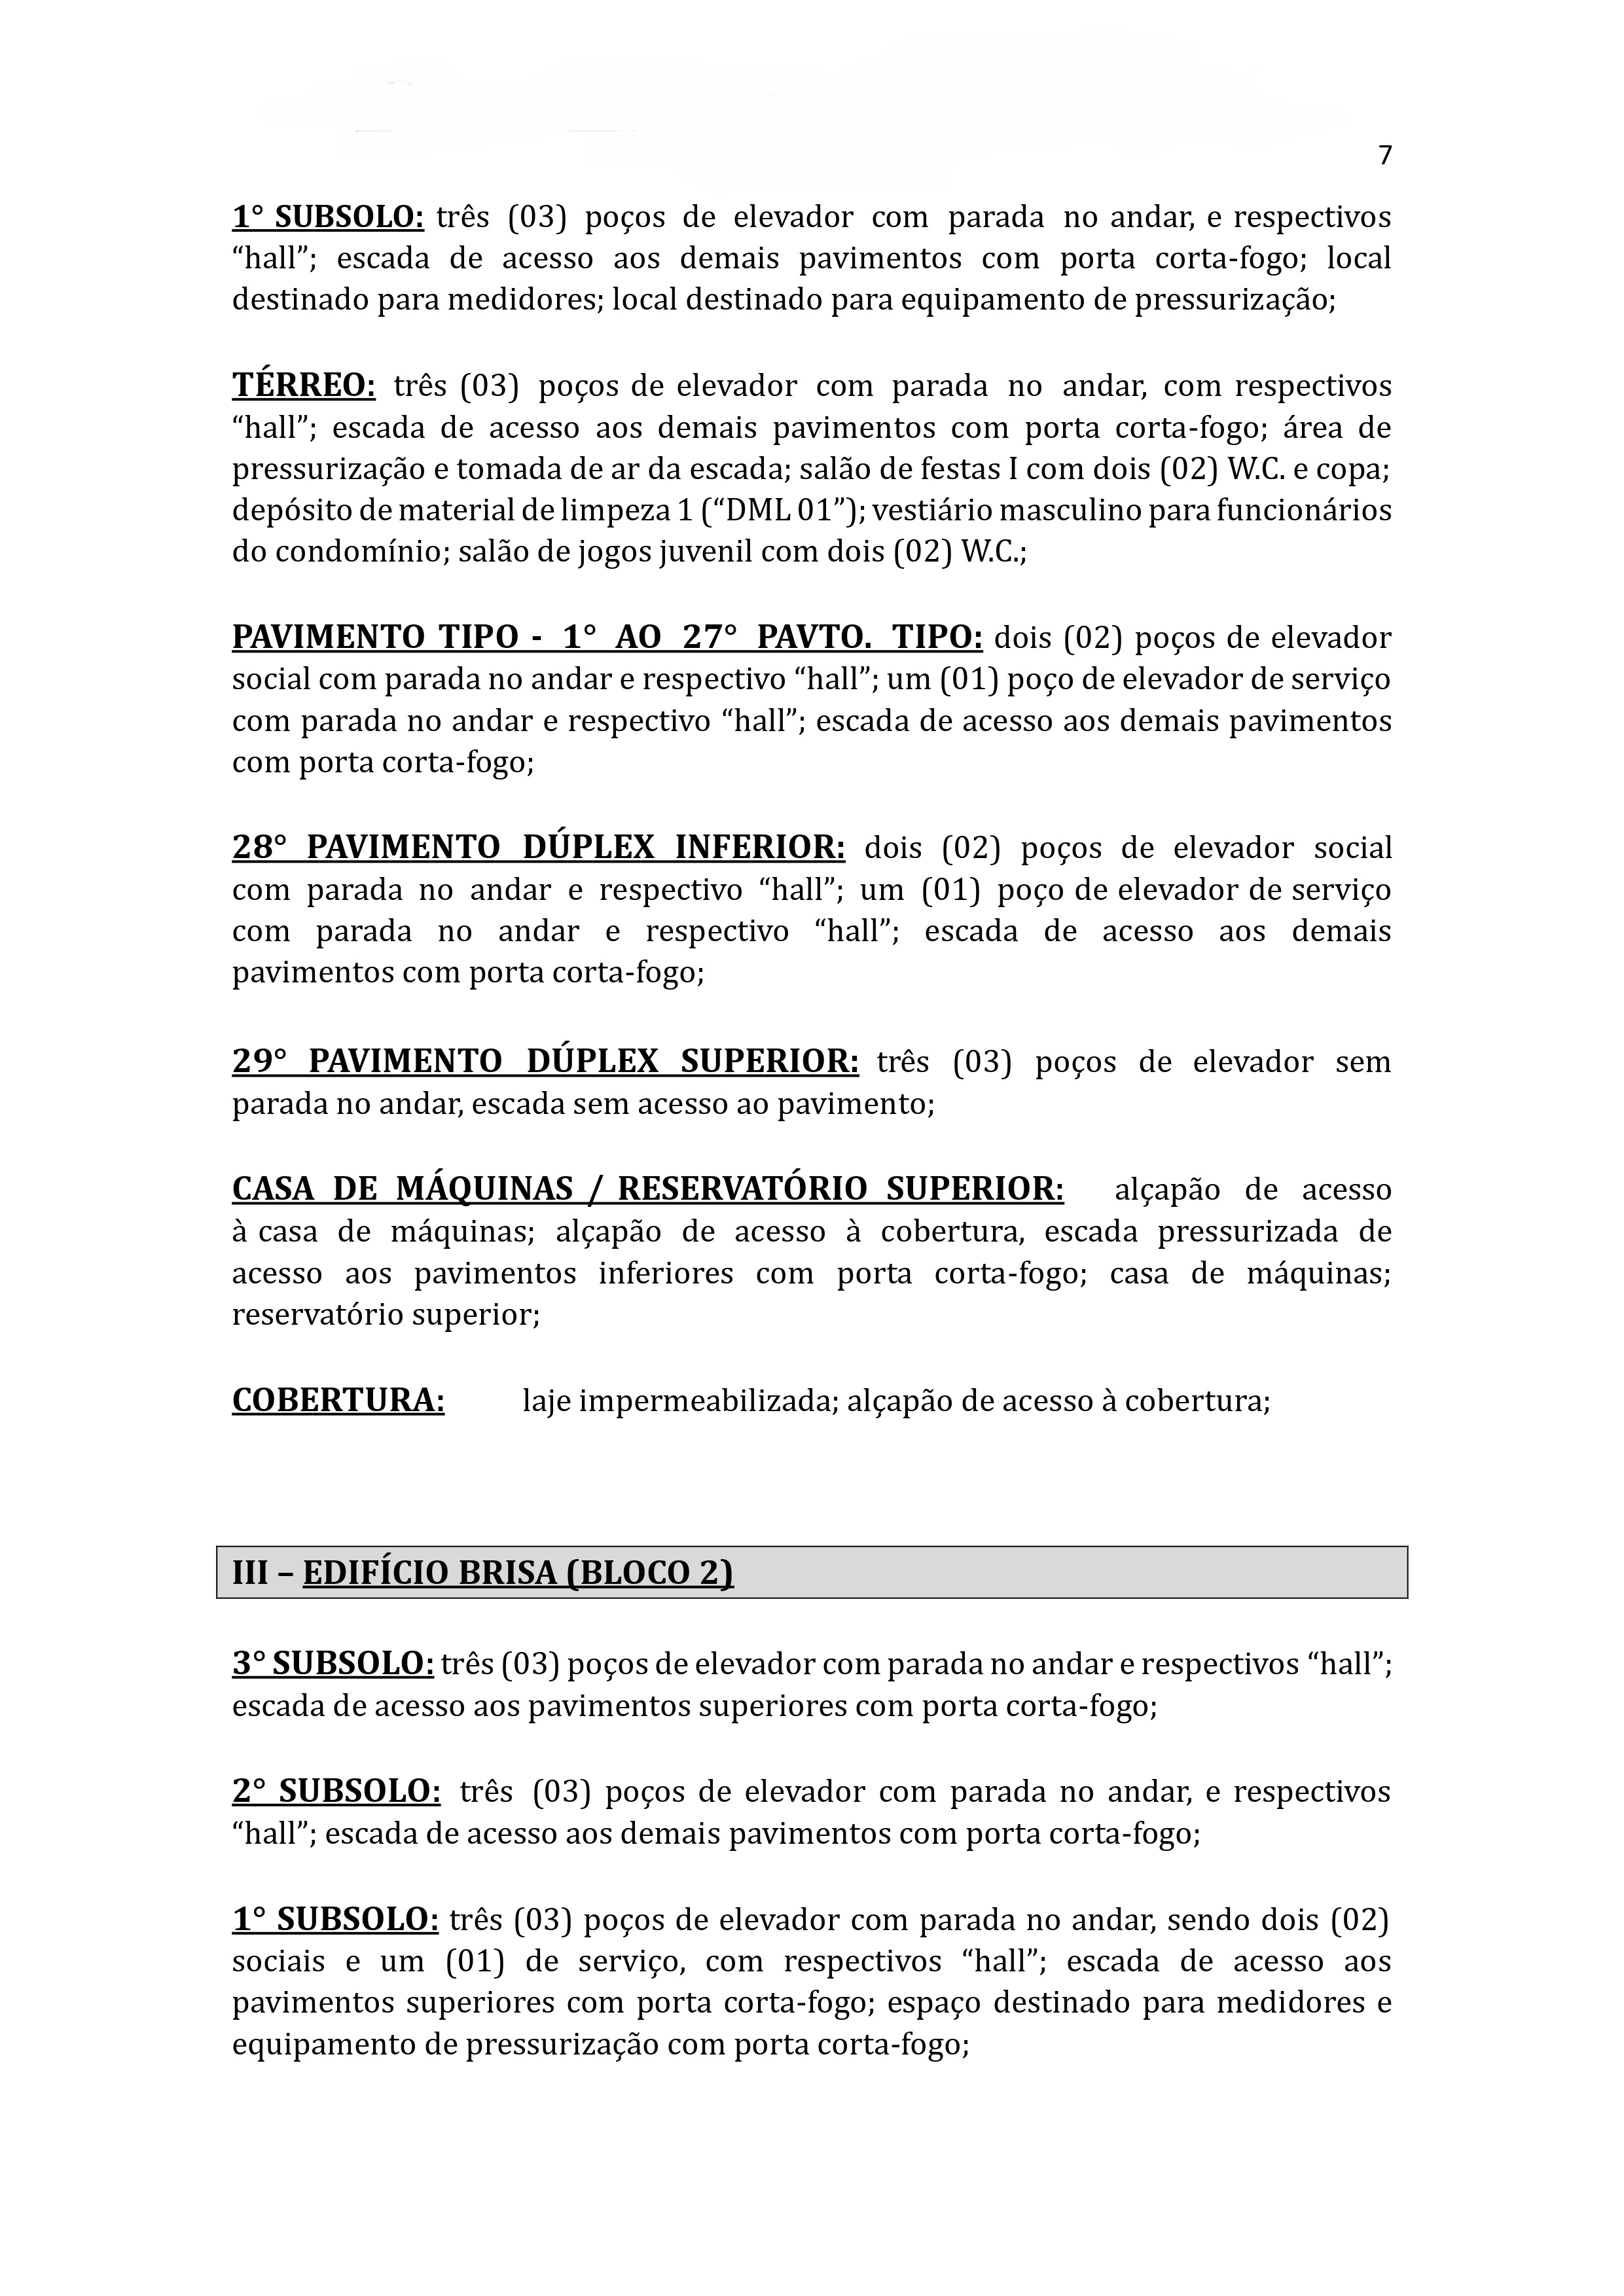 7
1° SUBSOLO: três (03) poços de elevador com parada no andar, e respectivos
“hall”; escada de acesso aos demais pavimentos com porta corta-fogo; local
destinado para medidores; local destinado para equipamento de pressurização;
TÉRREO: três (03) poços de elevador com parada no andar, com respectivos
“hall”; escada de acesso aos demais pavimentos com porta corta-fogo; área de
pressurização e tomada de ar da escada; salão de festas I com dois (02) W.C. e copa;
depósito de material de limpeza 1 (“DML 01”); vestiário masculino para funcionários
do condomínio; salão de jogos juvenil com dois (02) W.C.;
PAVIMENTO TIPO - 1° AO 27° PAVTO. TIPO: dois (02) poços de elevador
social com parada no andar e respectivo “hall”; um (01) poço de elevador de serviço
com parada no andar e respectivo “hall”; escada de acesso aos demais pavimentos
com porta corta-fogo;
28° PAVIMENTO DÚPLEX INFERIOR: dois (02) poços de elevador social
com parada no andar e respectivo “hall”; um (01) poço de elevador de serviço
com parada no andar e respectivo “hall”; escada de acesso aos demais
pavimentos com porta corta-fogo;
29° PAVIMENTO DÚPLEX SUPERIOR: três (03) poços de elevador sem
parada no andar, escada sem acesso ao pavimento;
CASA DE MÁQUINAS / RESERVATÓRIO SUPERIOR: alçapão de acesso
à casa de máquinas; alçapão de acesso à cobertura, escada pressurizada de
acesso aos pavimentos inferiores com porta corta-fogo; casa de máquinas;
reservatório superior;
COBERTURA: laje impermeabilizada; alçapão de acesso à cobertura;
III – EDIFÍCIO BRISA (BLOCO 2)
3° SUBSOLO: três (03) poços de elevador com parada no andar e respectivos “hall”;
escada de acesso aos pavimentos superiores com porta corta-fogo;
2° SUBSOLO: três (03) poços de elevador com parada no andar, e respectivos
“hall”; escada de acesso aos demais pavimentos com porta corta-fogo;
1° SUBSOLO: três (03) poços de elevador com parada no andar, sendo dois (02)
sociais e um (01) de serviço, com respectivos “hall”; escada de acesso aos
pavimentos superiores com porta corta-fogo; espaço destinado para medidores e
equipamento de pressurização com porta corta-fogo;